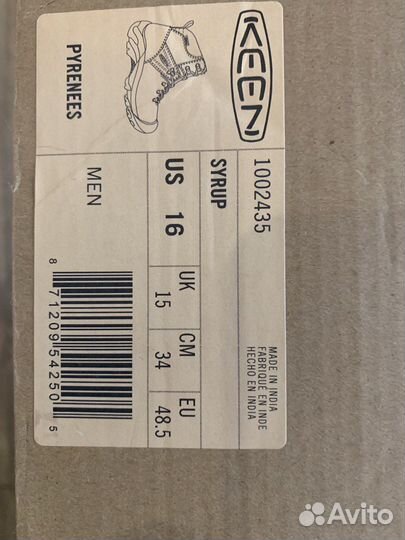 PYRENEES
KEEN
MEN
US 16
UK 15
CM 34
EU 48.5
SYRUP
1002435
MADE IN INDIA
FABRIQUÉ EN INDE
HECHO EN INDIA
8 71209 54250 5
Avito